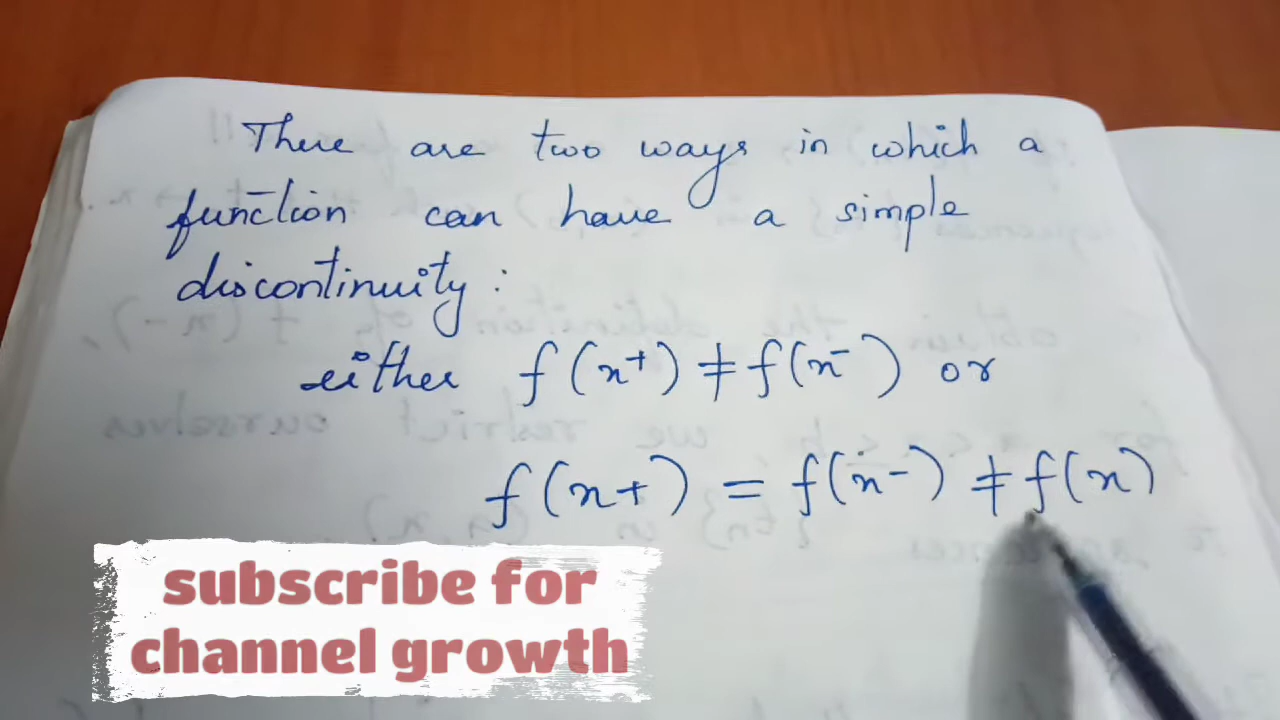 There are two ways in which a
function can have a simple
discontinuity :
either f(x+) ≠ f(x-) or
f(x+) = f(x-) ≠ f(x)
subscribe for
channel growth